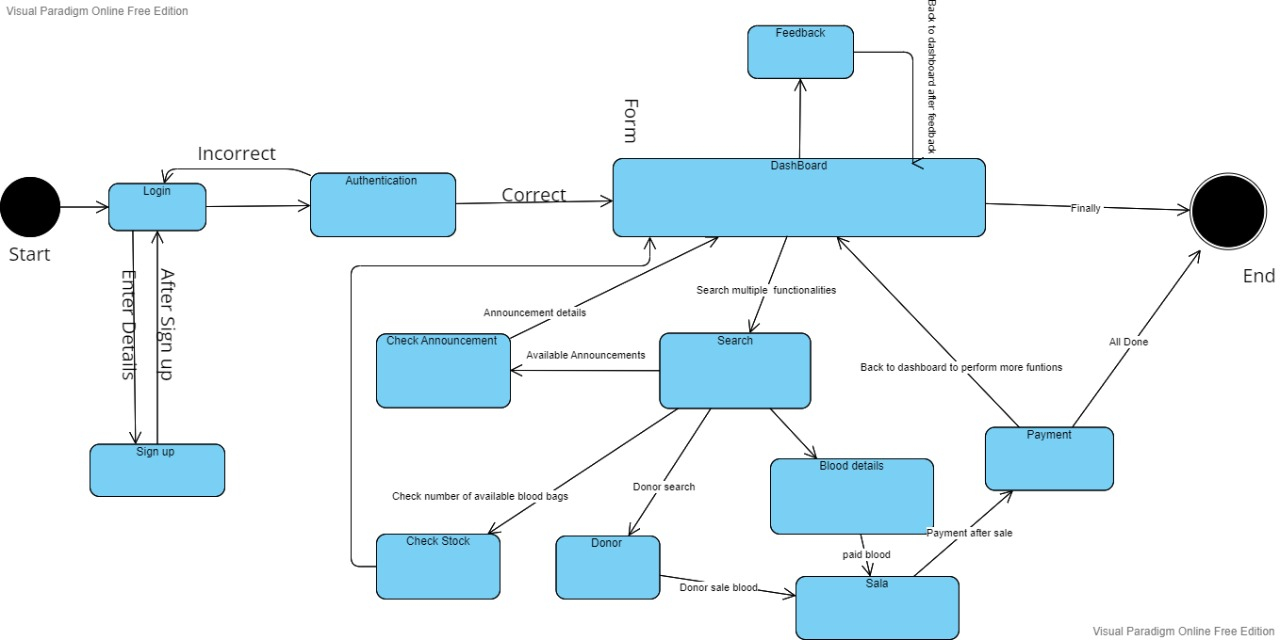 Visual Paradigm Online Free Edition
Feedback
Back to dashboard after feedback
Form
Incorrect
DashBoard
Login
Authentication
Correct
Finally
Start
End
Enter Details
After Sign up
Search multiple functionalities
Announcement details
Check Announcement
Available Announcements
Search
All Done
Back to dashboard to perform more funtions
Payment
Sign up
Blood details
Donor search
Check number of available blood bags
Payment after sale
Check Stock
Donor
paid blood
Donor sale blood
Sala
Visual Paradigm Online Free Edition